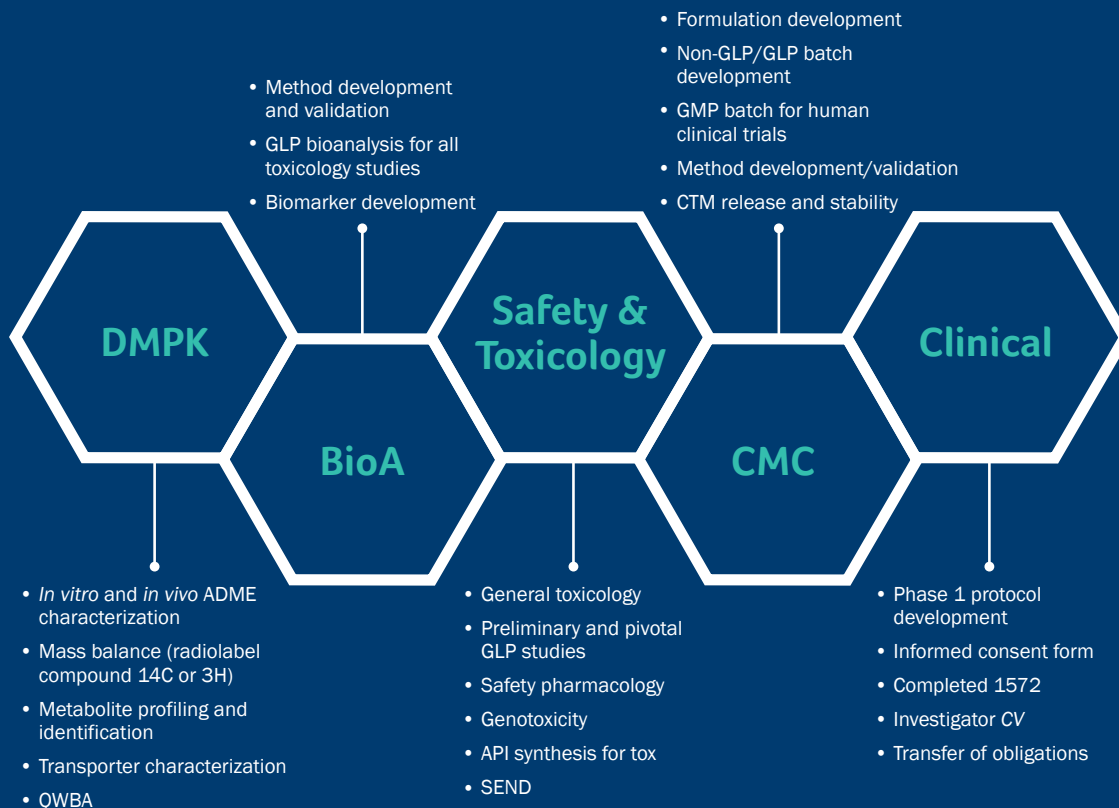 • Formulation development
• Non-GLP/GLP batch
development
• GMP batch for human
clinical trials
• Method development/validation
• CTM release and stability
• Method development
and validation
• GLP bioanalysis for all
toxicology studies
• Biomarker development
DMPK
BioA
Safety &
Toxicology
CMC
Clinical
• In vitro and in vivo ADME
characterization
• Mass balance (radiolabel
compound 14C or 3H)
• Metabolite profiling and
identification
• Transporter characterization
• QWBA
• General toxicology
• Preliminary and pivotal
GLP studies
• Safety pharmacology
• Genotoxicity
• API synthesis for tox
• SEND
• Phase 1 protocol
development
• Informed consent form
• Completed 1572
• Investigator CV
• Transfer of obligations